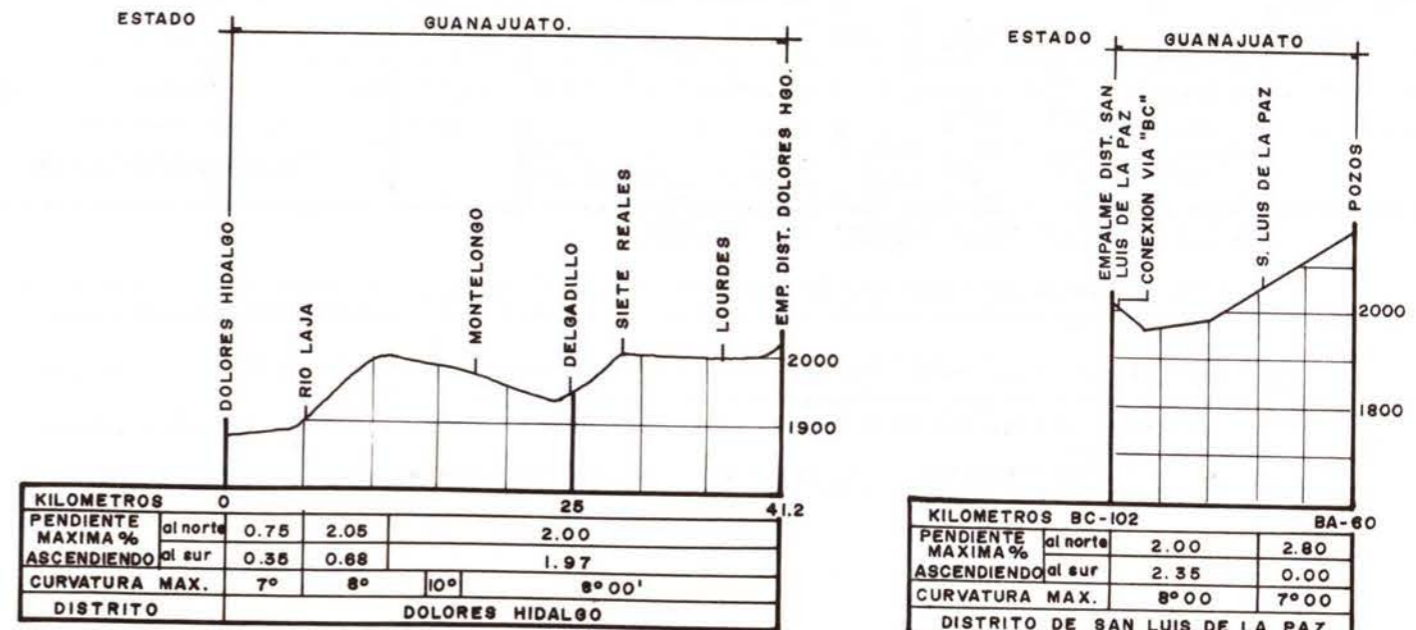 ESTADO GUANAJUATO.
DOLORES HIDALGO
RIO LAJA
MONTELONGO
DELGADILLO
SIETE REALES
LOURDES
EMP. DIST. DOLORES HGO.
2000
1900
KILOMETROS 0 25 41.2
PENDIENTE MAXIMA % ASCENDIENDO
al norte 0.75 2.05 2.00
al sur 0.35 0.68 1.97
CURVATURA MAX. 7° 8° 10° 8°00'
DISTRITO DOLORES HIDALGO
ESTADO GUANAJUATO
EMPALME DIST. SAN
LUIS DE LA PAZ
CONEXION VIA "BC"
S. LUIS DE LA PAZ
POZOS
2000
1800
KILOMETROS BC-102 BA-60
PENDIENTE MAXIMA % ASCENDIENDO
al norte 2.00 2.80
al sur 2.35 0.00
CURVATURA MAX. 8°00 7°00
DISTRITO DE SAN LUIS DE LA PAZ